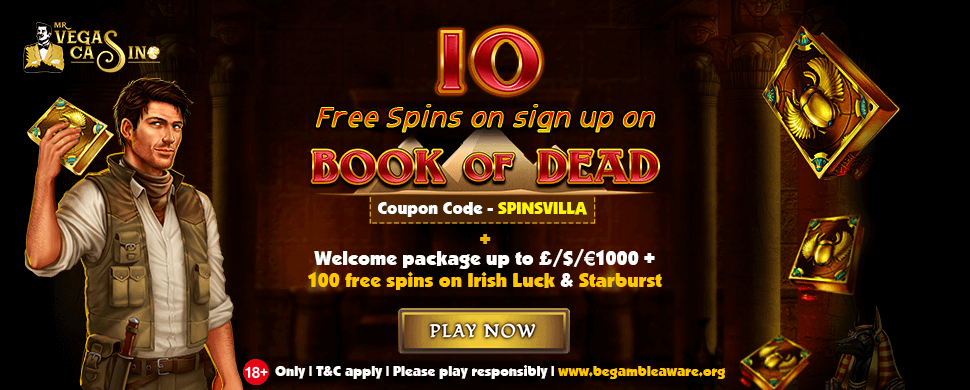 MR
VEGAS
CASINO
10
Free Spins on sign up on
BOOK OF DEAD
Coupon Code - SPINSVILLA
+
Welcome package up to £/$/€1000 +
100 free spins on Irish Luck & Starburst
PLAY NOW
18+ Only | T&C apply | Please play responsibly | www.begambleaware.org